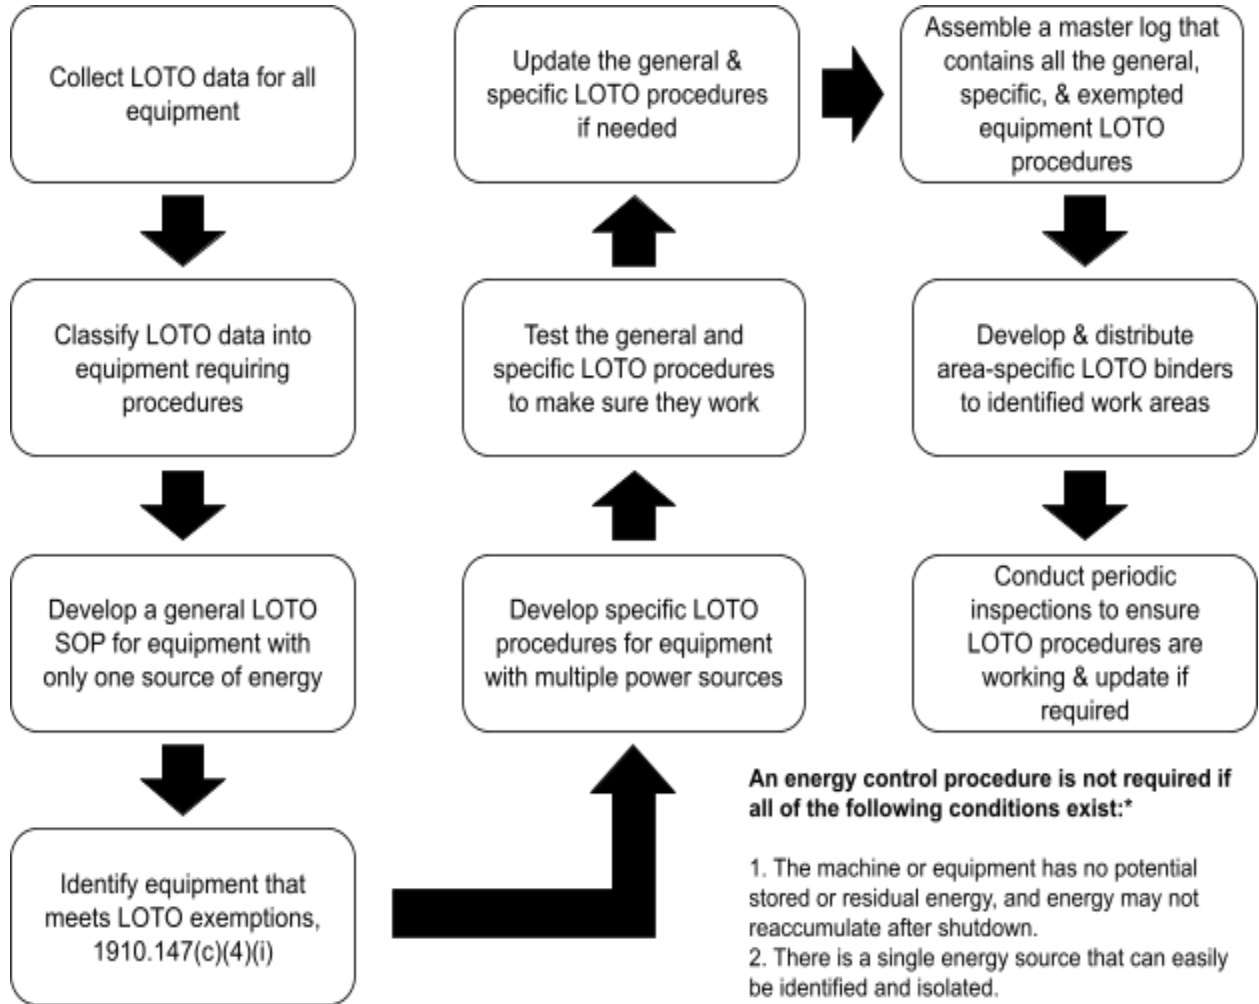 Collect LOTO data for all
equipment
Classify LOTO data into
equipment requiring
procedures
Develop a general LOTO
SOP for equipment with
only one source of energy
Identify equipment that
meets LOTO exemptions,
1910.147(c)(4)(i)
Develop specific LOTO
procedures for equipment
with multiple power sources
Test the general and
specific LOTO procedures
to make sure they work
Update the general &
specific LOTO procedures
if needed
Assemble a master log that
contains all the general,
specific, & exempted
equipment LOTO
procedures
Develop & distribute
area-specific LOTO binders
to identified work areas
Conduct periodic
inspections to ensure
LOTO procedures are
working & update if
required
An energy control procedure is not required if
all of the following conditions exist:*
1. The machine or equipment has no potential
stored or residual energy, and energy may not
reaccumulate after shutdown.
2. There is a single energy source that can easily
be identified and isolated.